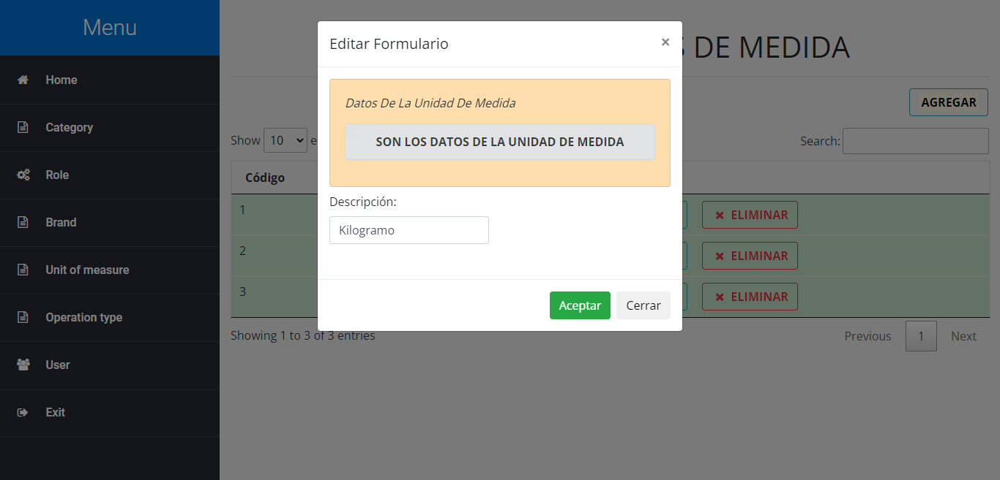 Menu
Home
Category
Role
Brand
Unit of measure
Operation type
User
Exit
Editar Formulario
×
Datos De La Unidad De Medida
SON LOS DATOS DE LA UNIDAD DE MEDIDA
Descripción:
Kilogramo
Aceptar Cerrar
DE MEDIDA
AGREGAR
Show 10
Search:
Código
1 ELIMINAR
2 ELIMINAR
3 ELIMINAR
Showing 1 to 3 of 3 entries
Previous 1 Next